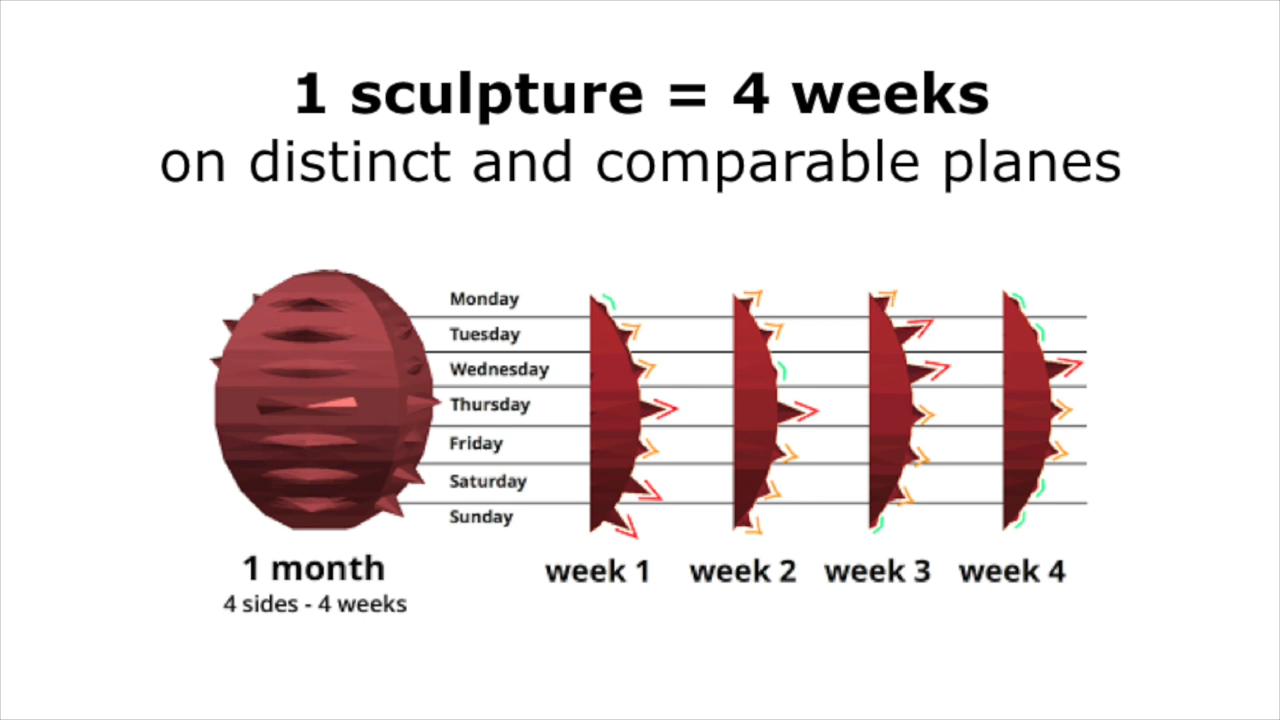 1 sculpture = 4 weeks
on distinct and comparable planes
Monday
Tuesday
Wednesday
Thursday
Friday
Saturday
Sunday
1 month
4 sides - 4 weeks
week 1
week 2
week 3
week 4